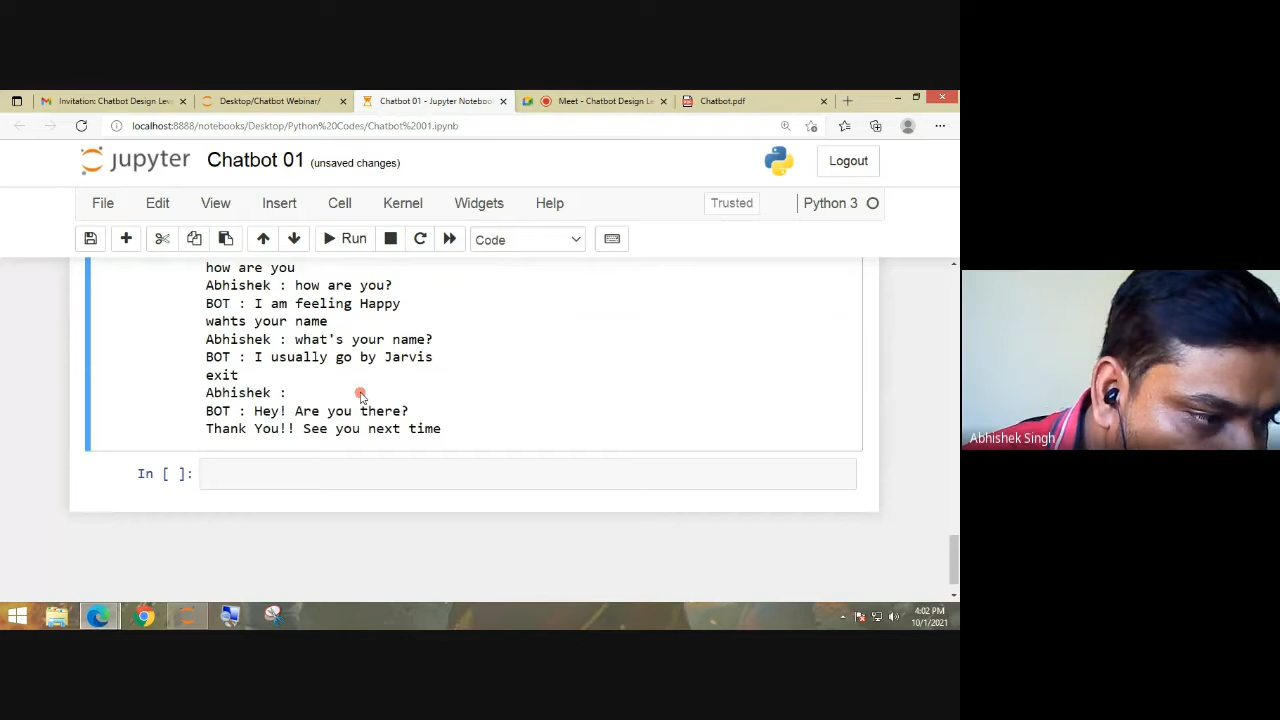 Invitation: Chatbot Design Lev
Desktop/Chatbot Webinar/
Chatbot 01 - Jupyter Noteboo
Meet - Chatbot Design Le
Chatbot.pdf
localhost:8888/notebooks/Desktop/Python%20Codes/Chatbot%2001.ipynb
jupyter
Chatbot 01 (unsaved changes)
Logout
File Edit View Insert Cell Kernel Widgets Help Trusted Python 3
Run Code
how are you
Abhishek : how are you?
BOT : I am feeling Happy
wahts your name
Abhishek : what's your name?
BOT : I usually go by Jarvis
exit
Abhishek :
BOT : Hey! Are you there?
Thank You!! See you next time
In [ ]:
Abhishek Singh
4:02 PM
10/1/2021